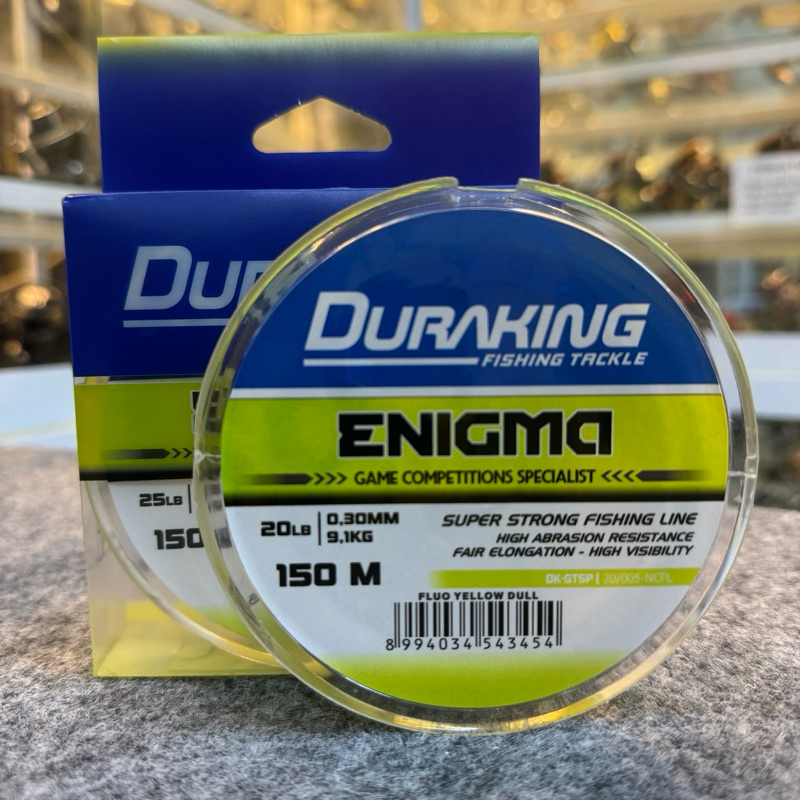 DUR
25LB
150
DURAKING
FISHING TACKLE
ENIGMA
GAME COMPETITIONS SPECIALIST
20LB
0,30MM
9,1KG
150 M
SUPER STRONG FISHING LINE
HIGH ABRASION RESISTANCE
FAIR ELONGATION - HIGH VISIBILITY
DK-GTSP | 20/005-NCPL
FLUO YELLOW DULL
8 994034 543454